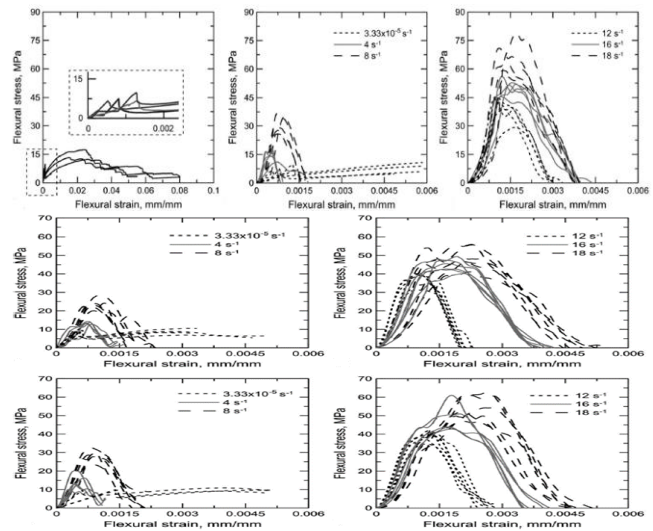 90
75
60
45
30
15
0
Flexural stress, MPa
15
0
0
0.002
0
0.02
0.04
0.06
0.08
0.1
Flexural strain, mm/mm
90
75
60
45
30
15
0
Flexural stress, MPa
3.33x10⁻⁵ s⁻¹
4 s⁻¹
8 s⁻¹
0
0.0015
0.003
0.0045
0.006
Flexural strain, mm/mm
90
75
60
45
30
15
0
Flexural stress, MPa
12 s⁻¹
16 s⁻¹
18 s⁻¹
0
0.0015
0.003
0.0045
0.006
Flexural strain, mm/mm
70
60
50
40
30
20
10
0
Flexural stress, MPa
3.33x10⁻⁵ s⁻¹
4 s⁻¹
8 s⁻¹
0
0.0015
0.003
0.0045
0.006
Flexural strain, mm/mm
70
60
50
40
30
20
10
0
Flexural stress, MPa
12 s⁻¹
16 s⁻¹
18 s⁻¹
0
0.0015
0.003
0.0045
0.006
Flexural strain, mm/mm
70
60
50
40
30
20
10
0
Flexural stress, MPa
3.33x10⁻⁵ s⁻¹
4 s⁻¹
8 s⁻¹
0
0.0015
0.003
0.0045
0.006
Flexural strain, mm/mm
70
60
50
40
30
20
10
0
Flexural stress, MPa
12 s⁻¹
16 s⁻¹
18 s⁻¹
0
0.0015
0.003
0.0045
0.006
Flexural strain, mm/mm